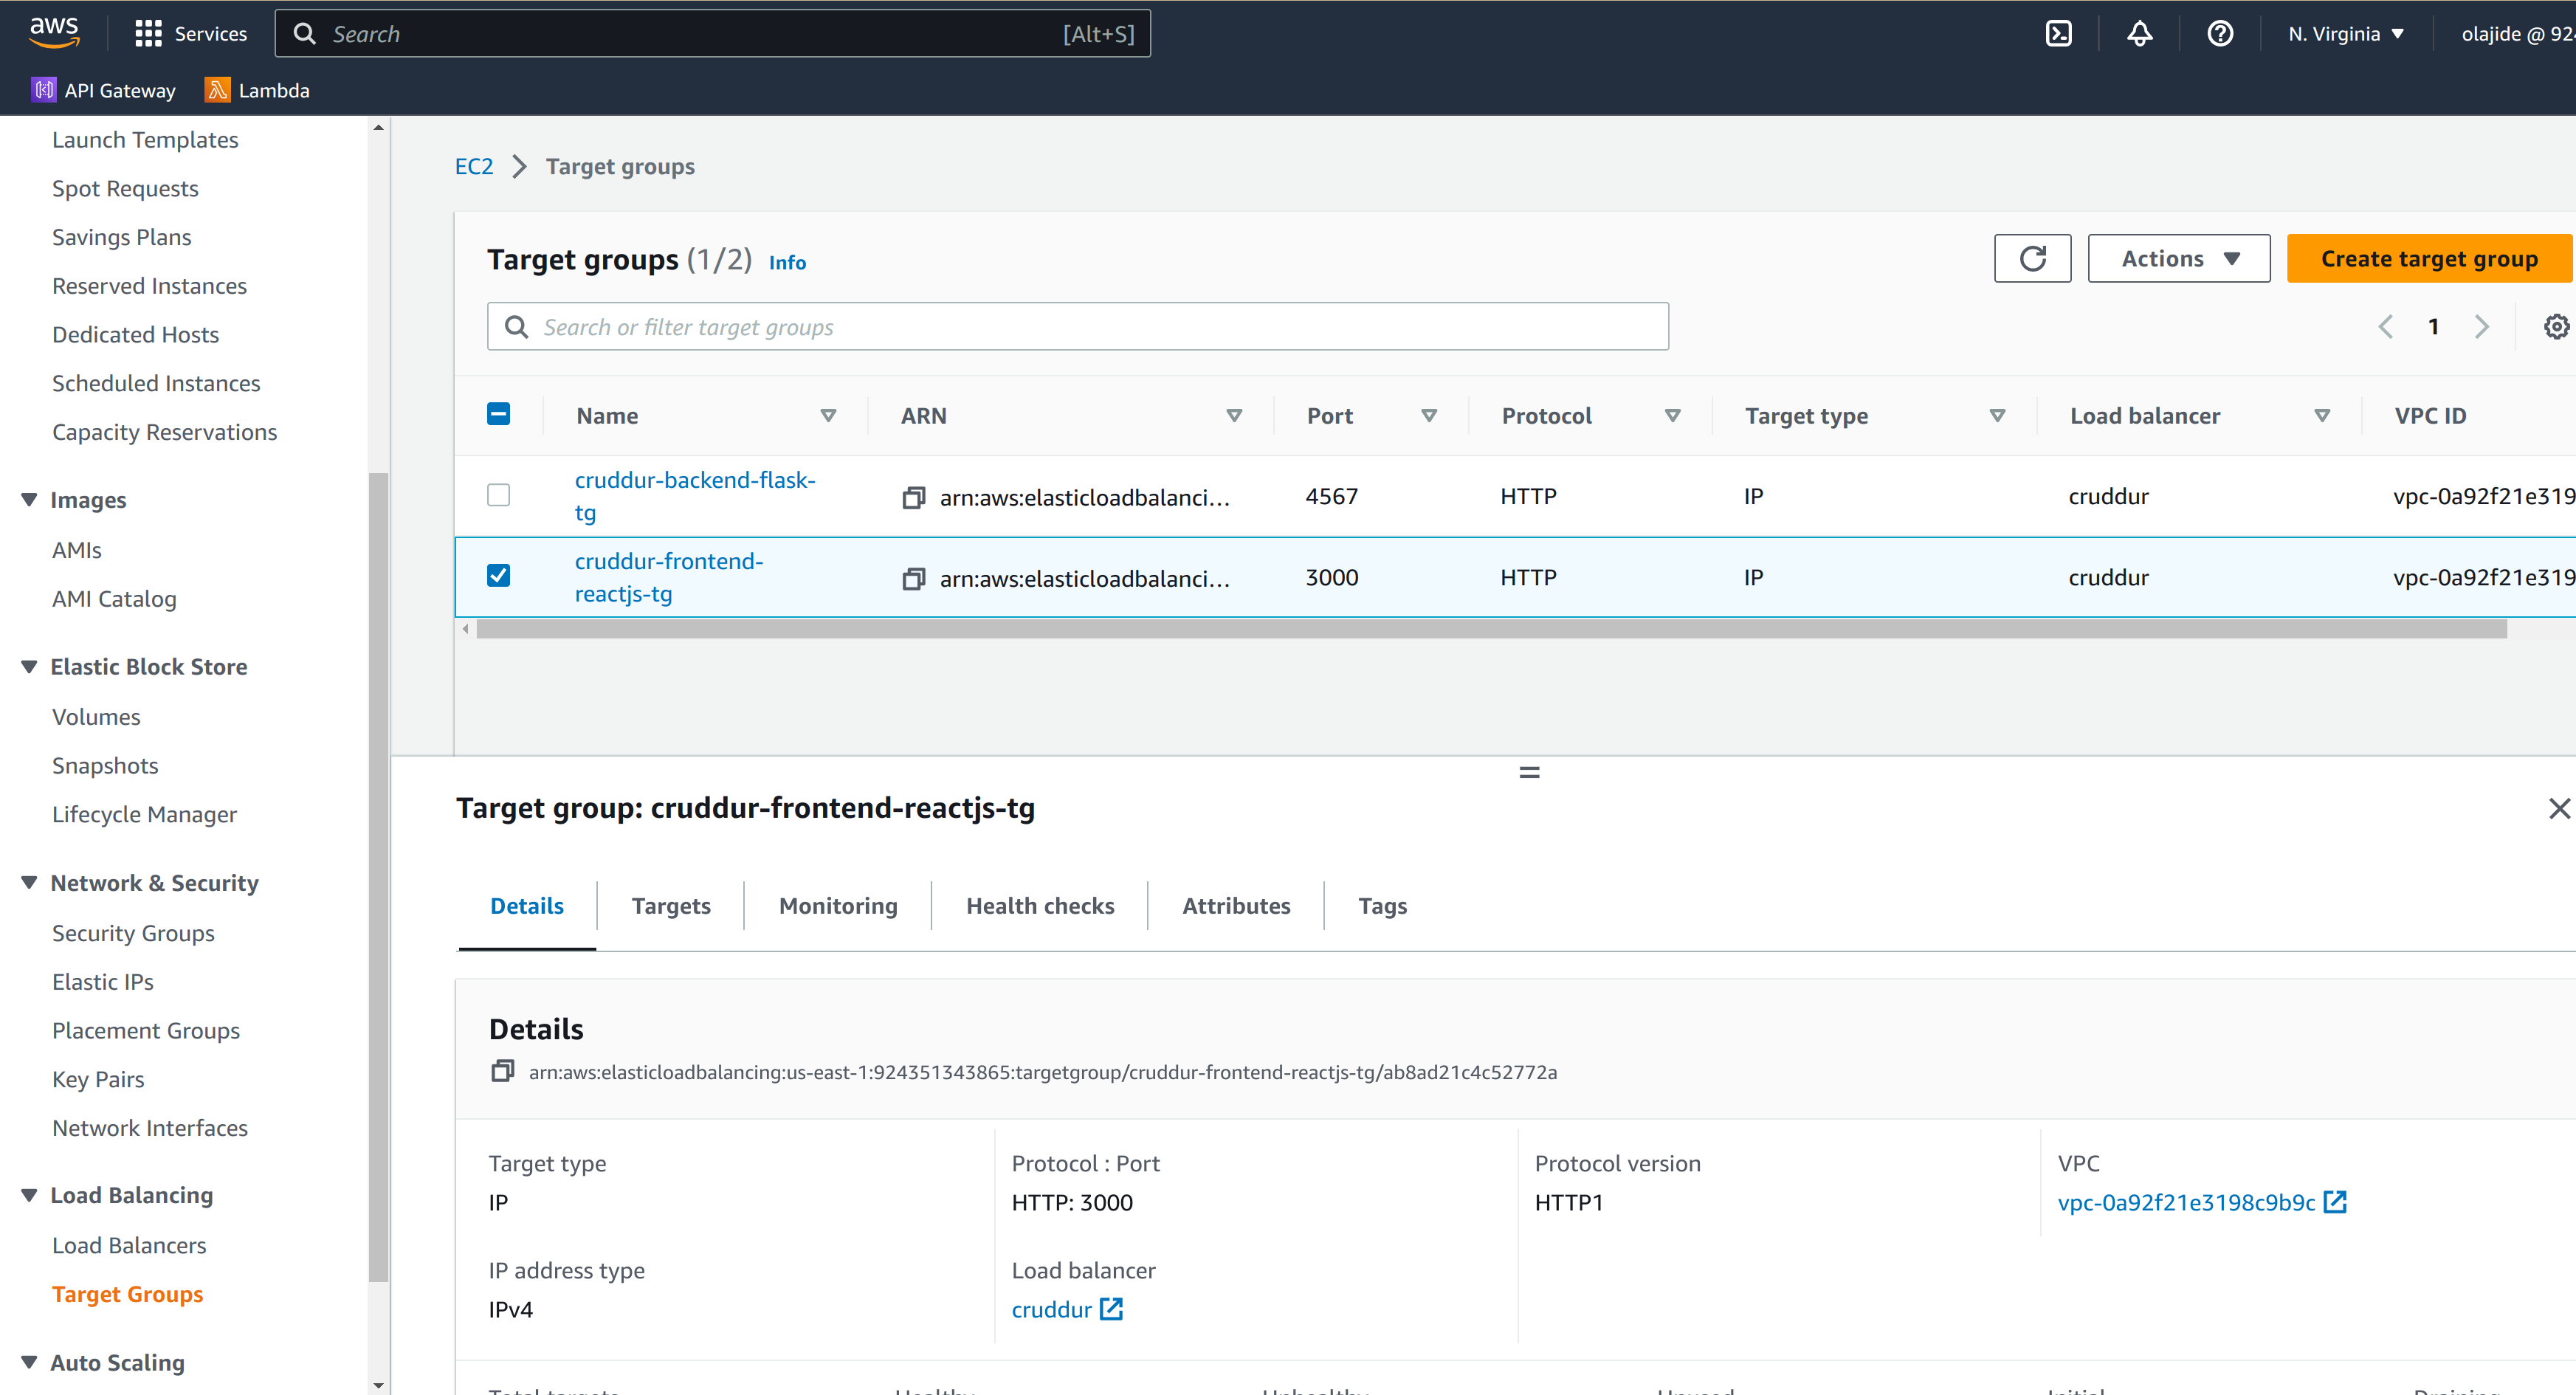 aws
Services
Search
[Alt+S]
N. Virginia
olajide @ 92
API Gateway
Lambda
Launch Templates
Spot Requests
Savings Plans
Reserved Instances
Dedicated Hosts
Scheduled Instances
Capacity Reservations
Images
AMIs
AMI Catalog
Elastic Block Store
Volumes
Snapshots
Lifecycle Manager
Network & Security
Security Groups
Elastic IPs
Placement Groups
Key Pairs
Network Interfaces
Load Balancing
Load Balancers
Target Groups
Auto Scaling
EC2 Target groups
Target groups (1/2) Info
Actions
Create target group
Search or filter target groups
1
Name ARN Port Protocol Target type Load balancer VPC ID
cruddur-backend-flask-
tg
arn:aws:elasticloadbalanci... 4567 HTTP IP cruddur vpc-0a92f21e319
cruddur-frontend-
reactjs-tg
arn:aws:elasticloadbalanci... 3000 HTTP IP cruddur vpc-0a92f21e319
Target group: cruddur-frontend-reactjs-tg
Details Targets Monitoring Health checks Attributes Tags
Details
arn:aws:elasticloadbalancing:us-east-1:924351343865:targetgroup/cruddur-frontend-reactjs-tg/ab8ad21c4c52772a
Target type
IP
Protocol : Port
HTTP: 3000
Protocol version
HTTP1
VPC
vpc-0a92f21e3198c9b9c
IP address type
IPv4
Load balancer
cruddur